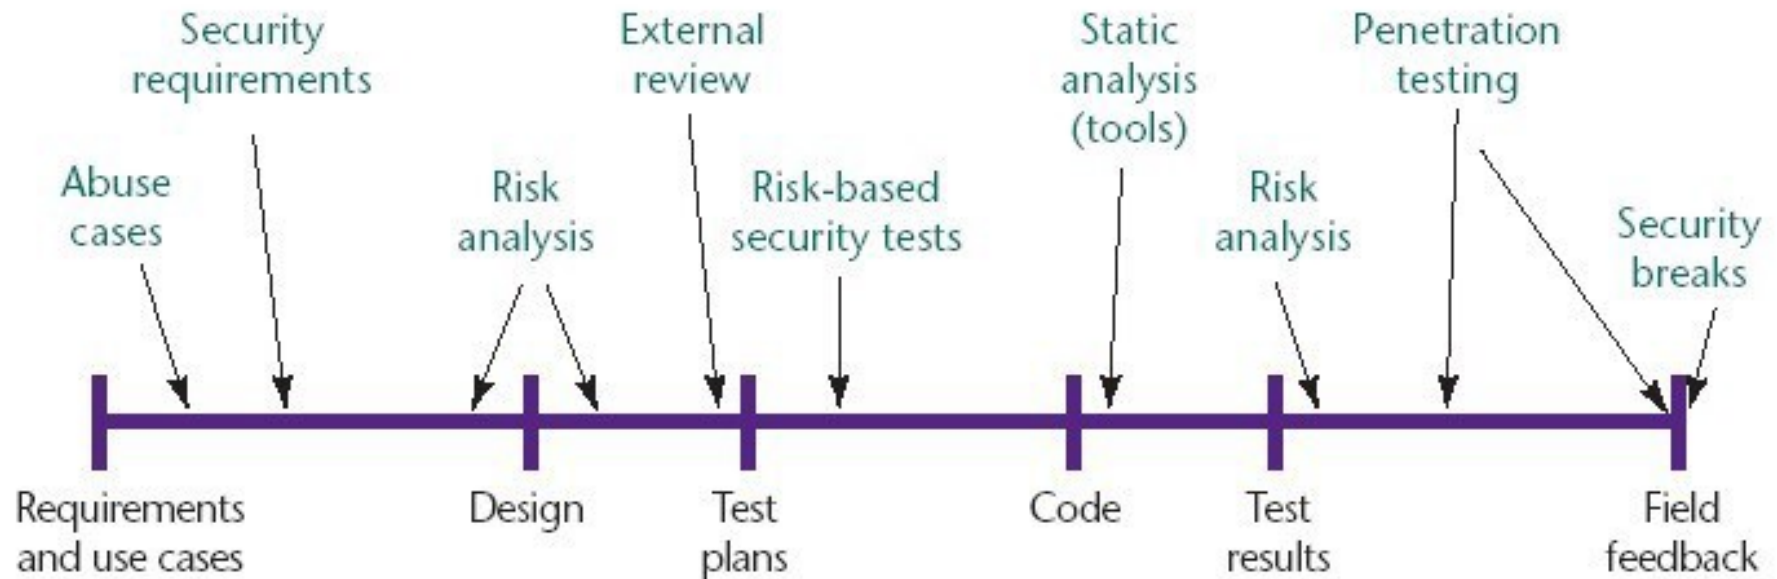 Security
requirements
External
review
Static
analysis
(tools)
Penetration
testing
Abuse
cases
Risk
analysis
Risk-based
security tests
Risk
analysis
Security
breaks
Requirements
and use cases
Design
Test
plans
Code
Test
results
Field
feedback